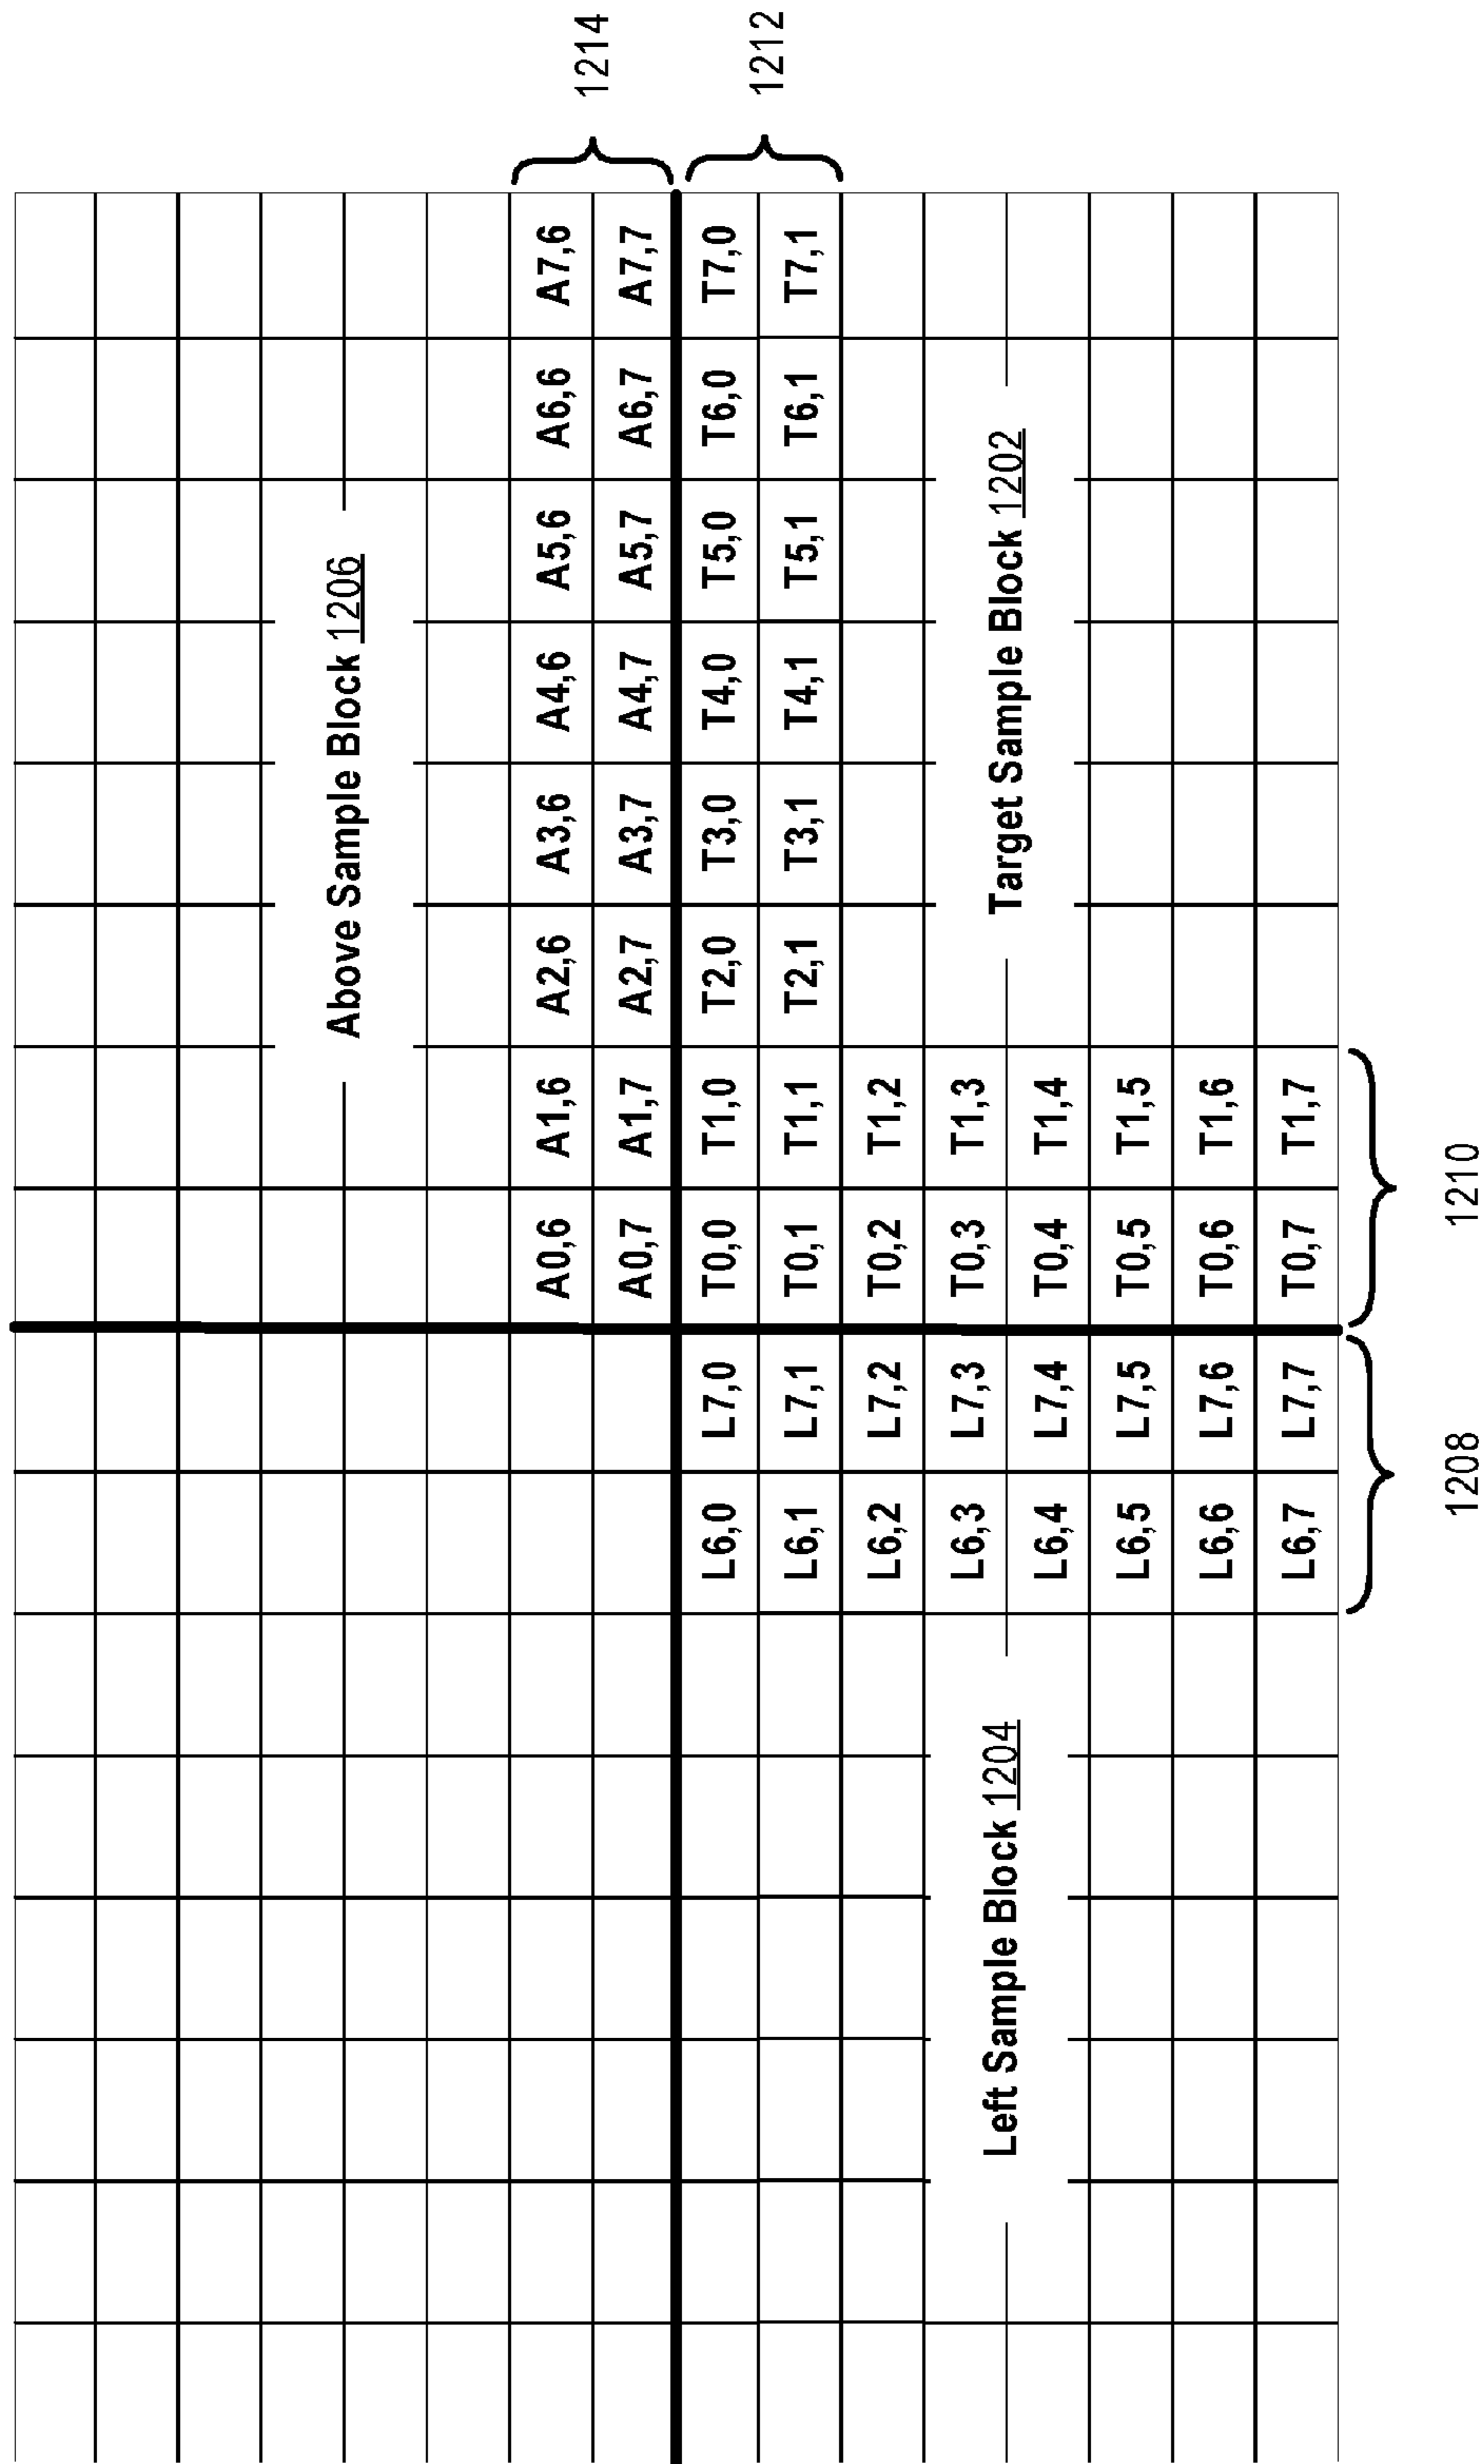 Above Sample Block 1206
A0,6 A1,6 A2,6 A3,6 A4,6 A5,6 A6,6 A7,6
1214
A0,7 A1,7 A2,7 A3,7 A4,7 A5,7 A6,7 A7,7
L6,0 L7,0 T0,0 T1,0 T2,0 T3,0 T4,0 T5,0 T6,0 T7,0
1212
L6,1 L7,1 T0,1 T1,1 T2,1 T3,1 T4,1 T5,1 T6,1 T7,1
L6,2 L7,2 T0,2 T1,2
L6,3 L7,3 T0,3 T1,3
Left Sample Block 1204
Target Sample Block 1202
L6,4 L7,4 T0,4 T1,4
L6,5 L7,5 T0,5 T1,5
L6,6 L7,6 T0,6 T1,6
L6,7 L7,7 T0,7 T1,7
1208
1210